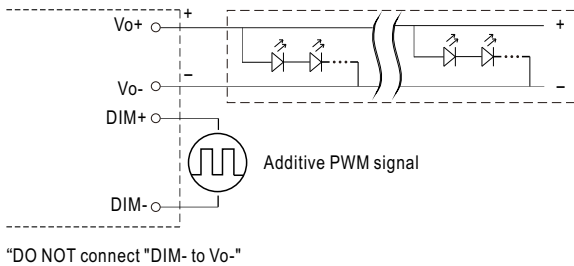 Vo+ + +
Vo- – –
DIM+
Additive PWM signal
DIM-
“DO NOT connect "DIM- to Vo-"